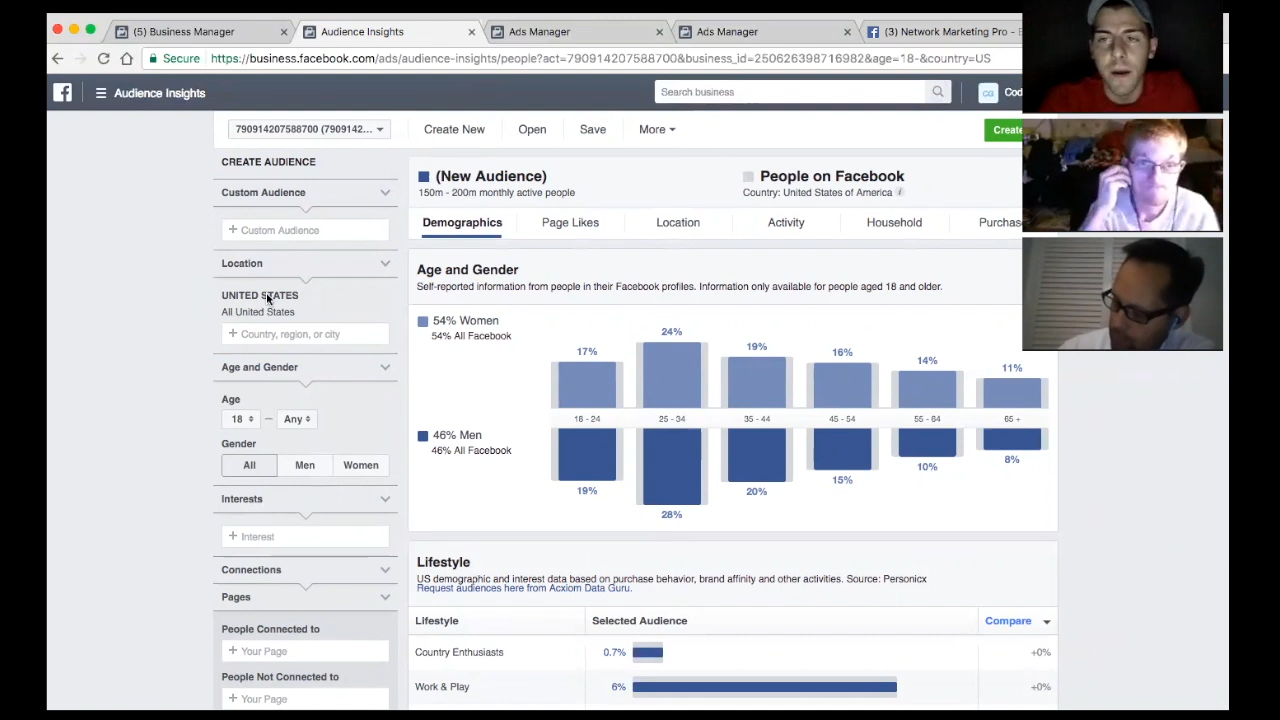 (5) Business Manager
Audience Insights
Ads Manager
Ads Manager
(3) Network Marketing Pro - E
Secure https://business.facebook.com/ads/audience-insights/people?act=790914207588700&business_id=250626398716982&age=18-&country=US
Audience Insights
Search business
CG
Cod
790914207588700 (7909142...
Create New
Open
Save
More
Create
CREATE AUDIENCE
Custom Audience
+ Custom Audience
Location
UNITED STATES
All United States
+ Country, region, or city
Age and Gender
Age
18 — Any
Gender
All Men Women
Interests
+ Interest
Connections
Pages
People Connected to
+ Your Page
People Not Connected to
+ Your Page
(New Audience)
150m - 200m monthly active people
People on Facebook
Country: United States of America
Demographics
Page Likes
Location
Activity
Household
Purchas
Age and Gender
Self-reported information from people in their Facebook profiles. Information only available for people aged 18 and older.
54% Women
54% All Facebook
17% 24% 19% 16% 14% 11%
18 - 24 25 - 34 35 - 44 45 - 54 55 - 64 65 +
46% Men
46% All Facebook
19% 28% 20% 15% 10% 8%
Lifestyle
US demographic and interest data based on purchase behavior, brand affinity and other activities. Source: Personicx
Request audiences here from Acxiom Data Guru.
Lifestyle Selected Audience Compare
Country Enthusiasts 0.7% +0%
Work & Play 6% +0%